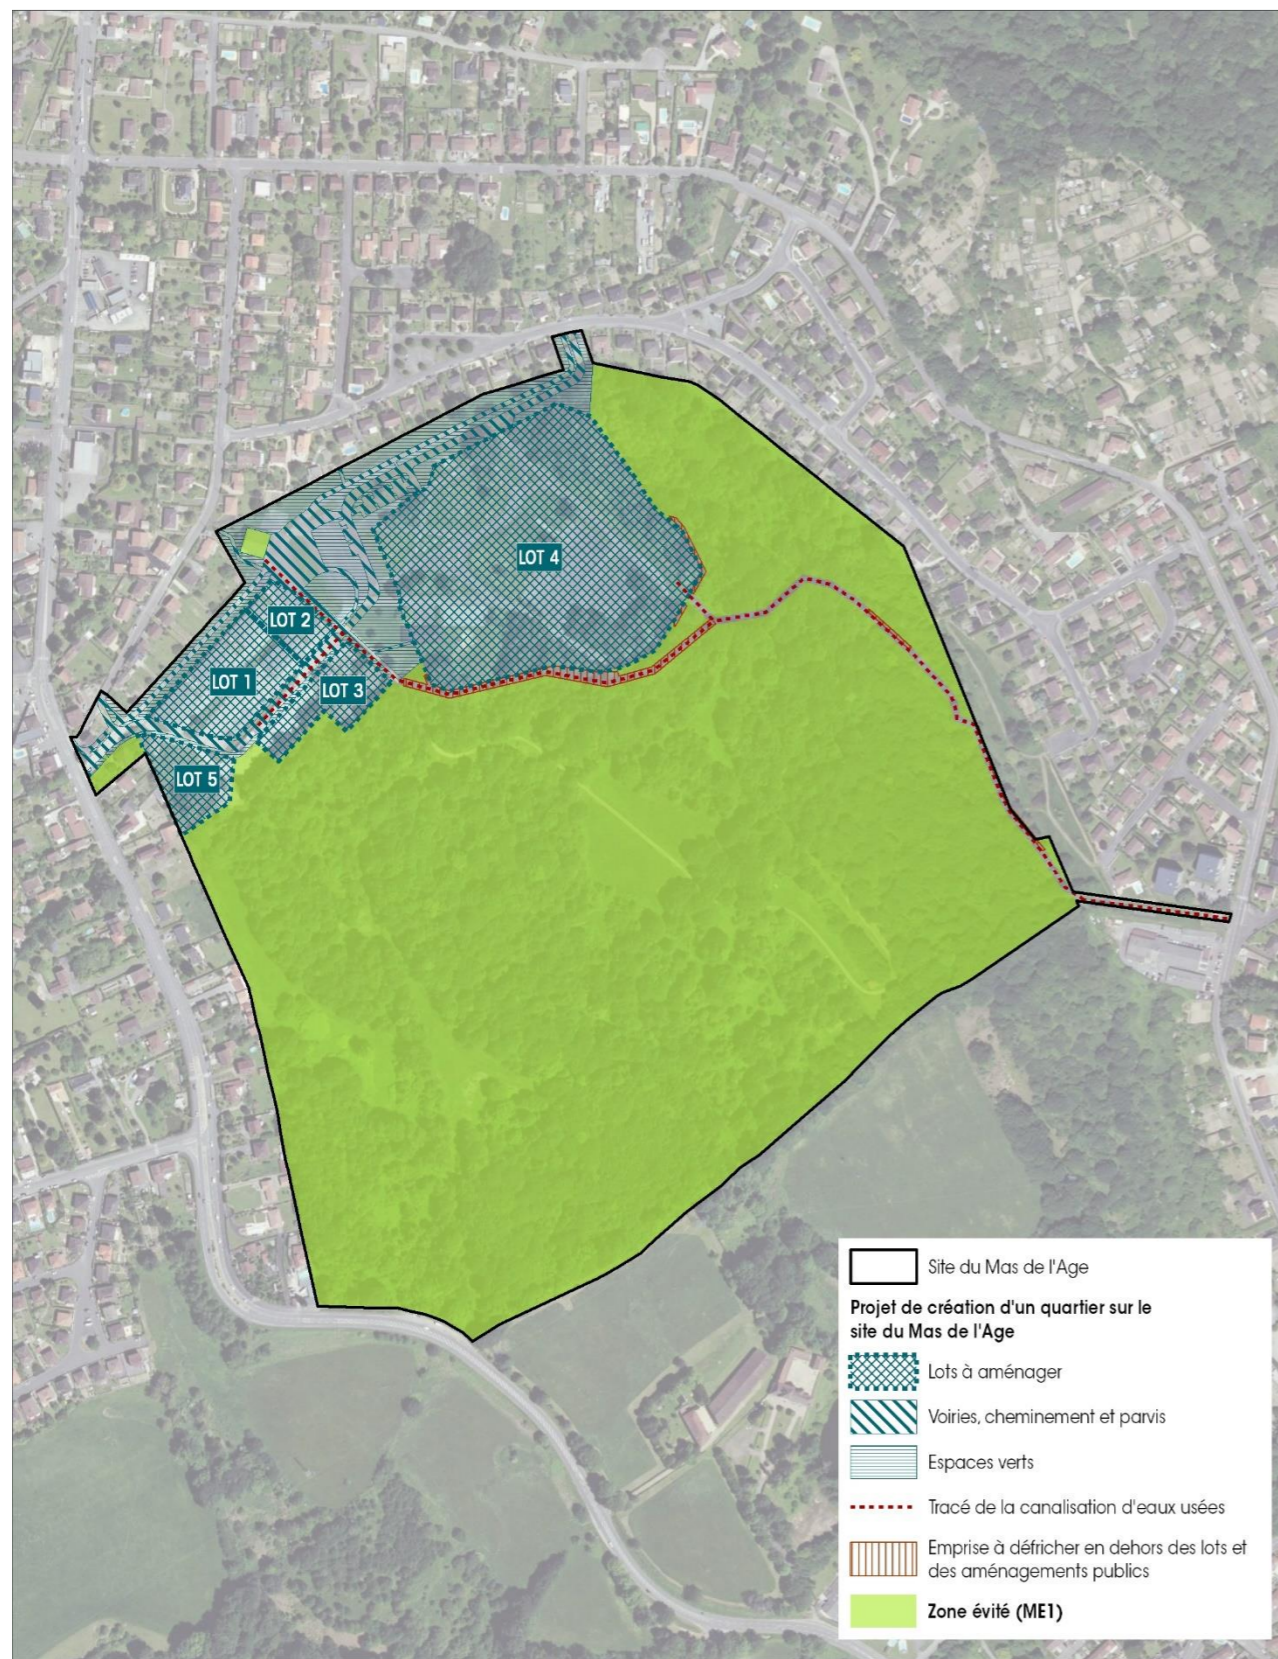 LOT 4
LOT 2
LOT 1
LOT 3
LOT 5
Site du Mas de l'Age
Projet de création d'un quartier sur le
site du Mas de l'Age
Lots à aménager
Voiries, cheminement et parvis
Espaces verts
Tracé de la canalisation d'eaux usées
Emprise à défricher en dehors des lots et
des aménagements publics
Zone évité (ME1)